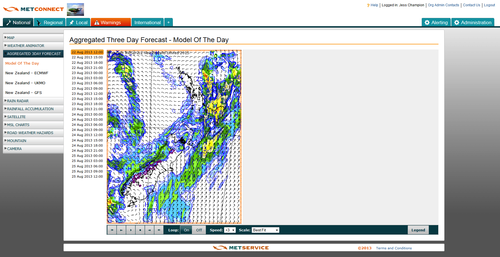 METCONNECT
Help | Logged in Jess Champion | Org Admin Contacts | Contact Us | Logout
National
Regional
Local
Warnings
International
Alerting
Administration
MAP
WEATHER ANIMATOR
AGGREGATED 3DAY FORECAST
Model Of The Day
New Zealand - ECMWF
New Zealand - UKMO
New Zealand - GFS
RAIN RADAR
RAINFALL ACCUMULATION
SATELLITE
MSL CHARTS
ROAD WEATHER HAZARDS
MOUNTAIN
CAMERA
Aggregated Three Day Forecast - Model Of The Day
22 Aug 2013 15:00
22 Aug 2013 18:00
22 Aug 2013 21:00
23 Aug 2013 00:00
23 Aug 2013 03:00
23 Aug 2013 06:00
23 Aug 2013 09:00
23 Aug 2013 12:00
23 Aug 2013 15:00
23 Aug 2013 18:00
23 Aug 2013 21:00
24 Aug 2013 00:00
24 Aug 2013 03:00
24 Aug 2013 06:00
24 Aug 2013 09:00
24 Aug 2013 12:00
24 Aug 2013 15:00
24 Aug 2013 18:00
24 Aug 2013 21:00
25 Aug 2013 00:00
25 Aug 2013 03:00
25 Aug 2013 06:00
25 Aug 2013 09:00
25 Aug 2013 12:00
Loop: On Off Speed: x3 Scale: Beaufs Legend
METSERVICE
©2013 Terms and Conditions